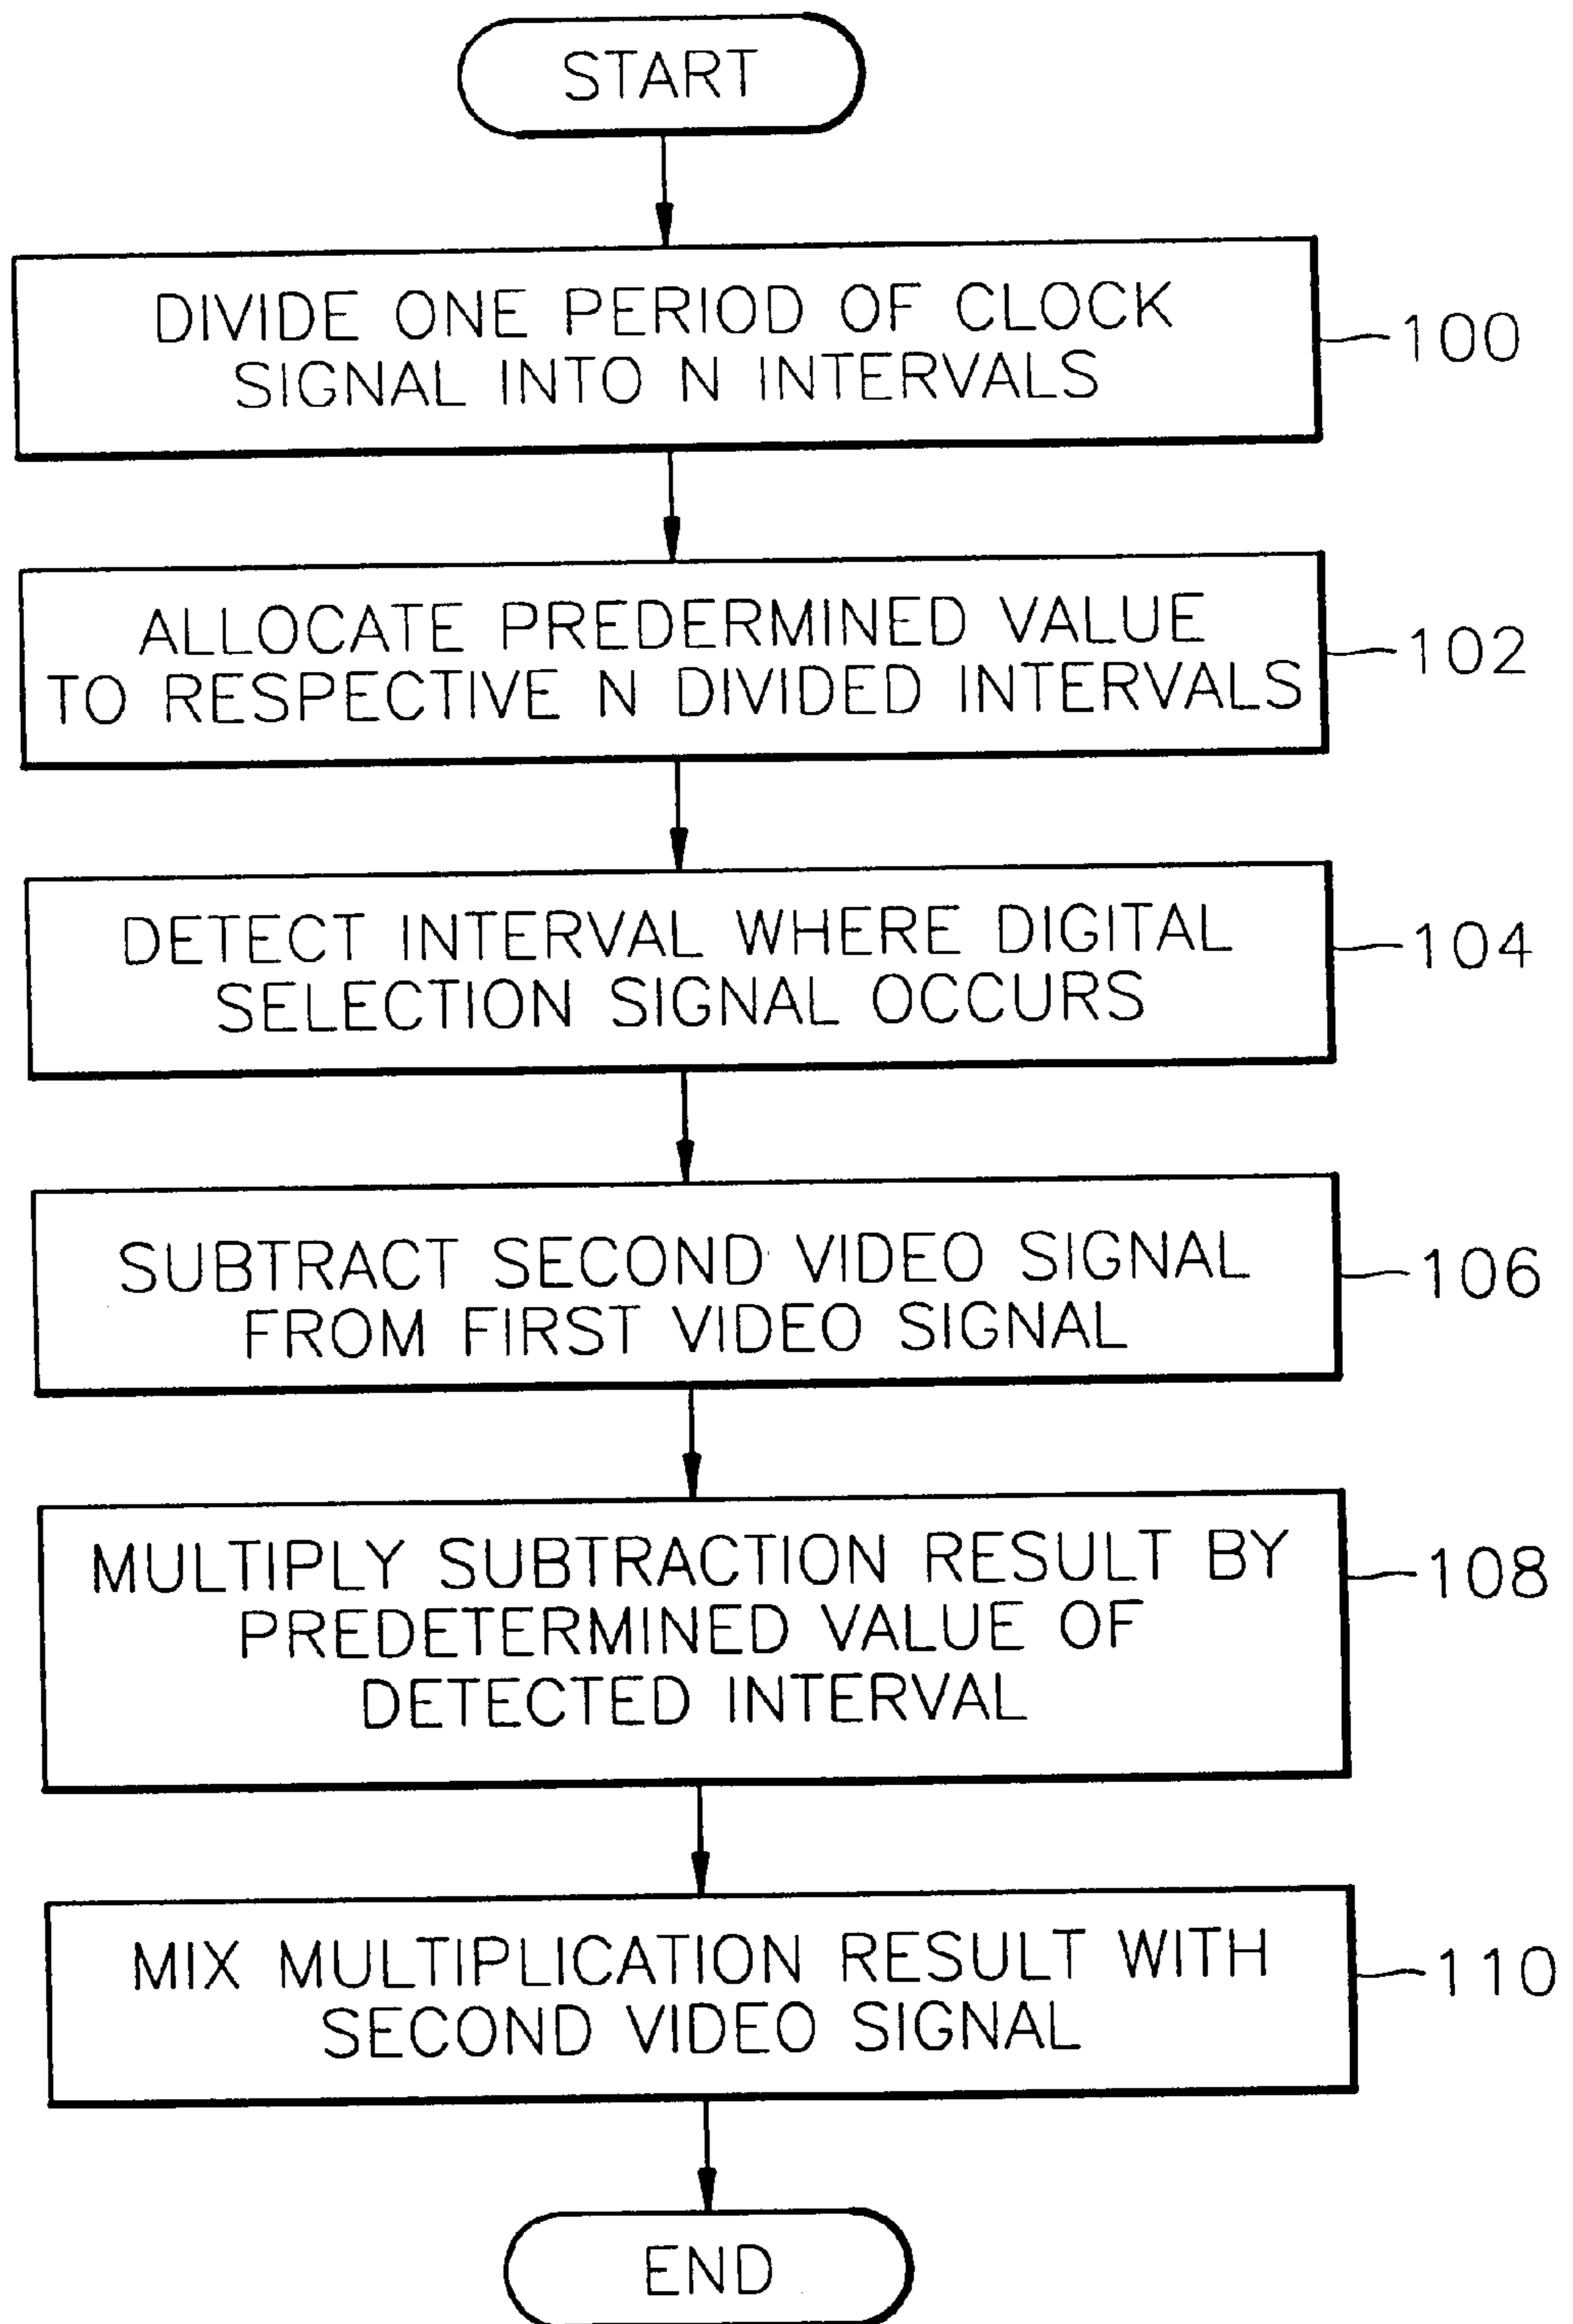 START
DIVIDE ONE PERIOD OF CLOCK
SIGNAL INTO N INTERVALS
100
ALLOCATE PREDERMINED VALUE
TO RESPECTIVE N DIVIDED INTERVALS
102
DETECT INTERVAL WHERE DIGITAL
SELECTION SIGNAL OCCURS
104
SUBTRACT SECOND VIDEO SIGNAL
FROM FIRST VIDEO SIGNAL
106
MULTIPLY SUBTRACTION RESULT BY
PREDETERMINED VALUE OF
DETECTED INTERVAL
108
MIX MULTIPLICATION RESULT WITH
SECOND VIDEO SIGNAL
110
END